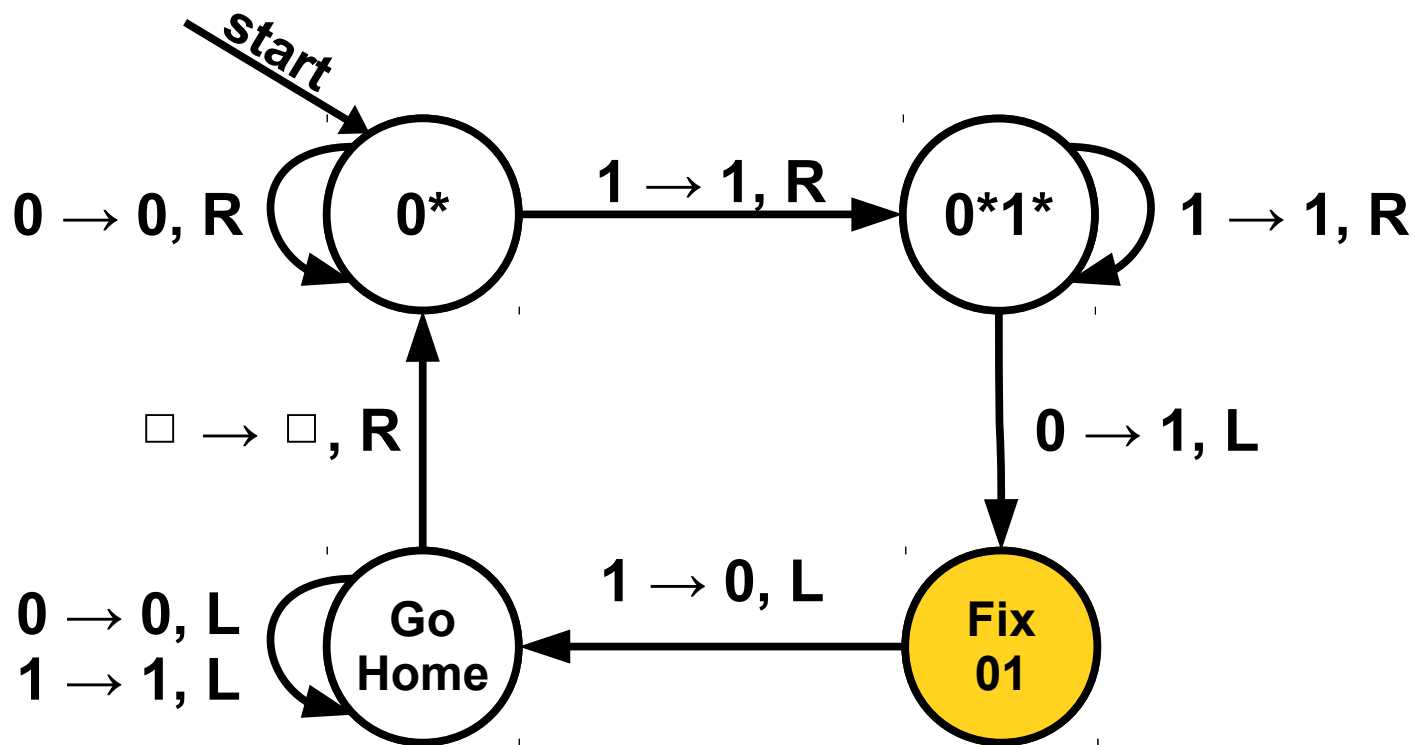 start
0 → 0, R
0*
1 → 1, R
0*1*
1 → 1, R
□ → □, R
0 → 1, L
0 → 0, L
1 → 1, L
Go
Home
1 → 0, L
Fix
01